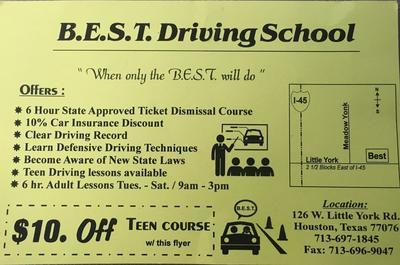 B.E.S.T. Driving School
" When only the B.E.S.T. will do "
Offers :
6 Hour State Approved Ticket Dismissal Course
10% Car Insurance Discount
Clear Driving Record
Learn Defensive Driving Techniques
Become Aware of New State Laws
Teen Driving lessons available
6 hr. Adult Lessons Tues. - Sat. / 9am - 3pm
I-45
Meadow Yonk
N
Little York
Best
2 1/2 Blocks East of I-45
$10. Off Teen course
w/ this flyer
B.E.S.T.
Location:
126 W. Little York Rd.
Houston, Texas 77076
713-697-1845
Fax: 713-696-9047